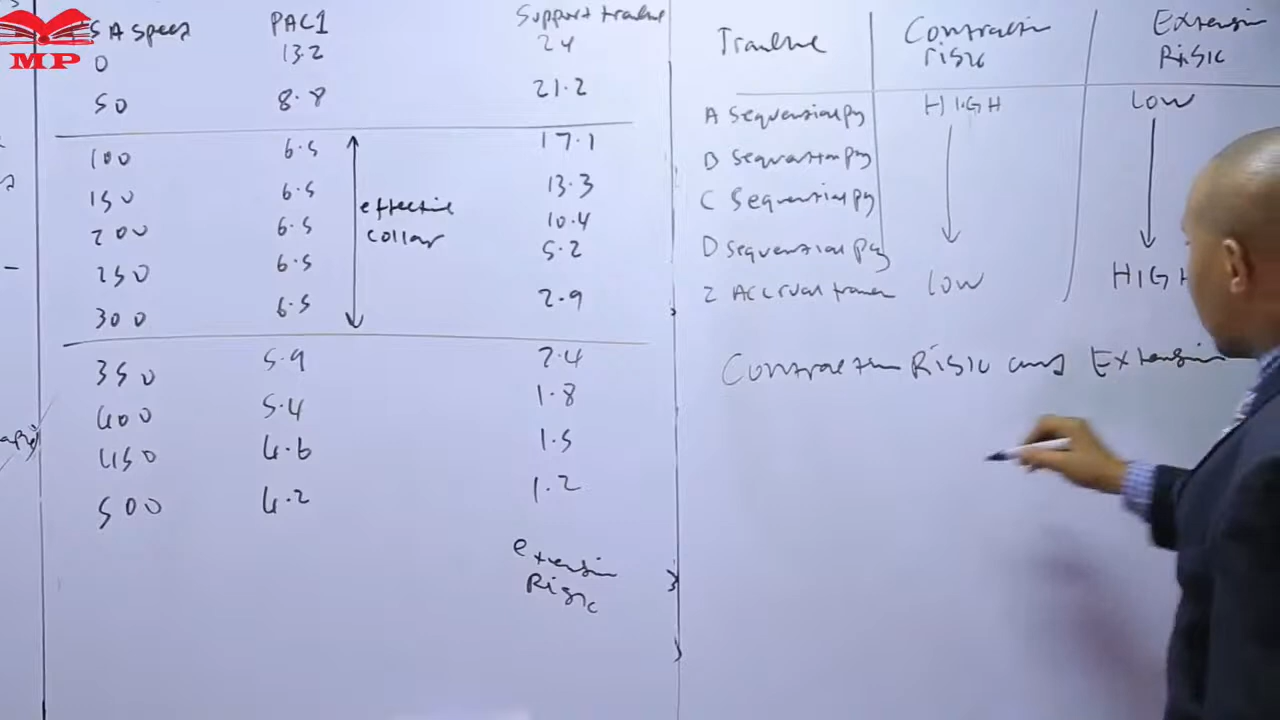 MP
SA Speed PAC1 Support tranche
0 13.2 24
50 8.8 21.2
100 6.5 17.1
150 6.5 13.3
200 6.5 10.4
250 6.5 5.2
300 6.5 2.9
effective
collar
350 5.9 2.4
400 5.4 1.8
450 4.6 1.5
500 4.2 1.2
extension
Risk
Tranche Contraction risk Extension Risk
A Sequential pay HIGH LOW
B Sequential pay
C Sequential pay
D Sequential pay
Z Accrual tranche LOW HIGH
Contraction Risk and Extension